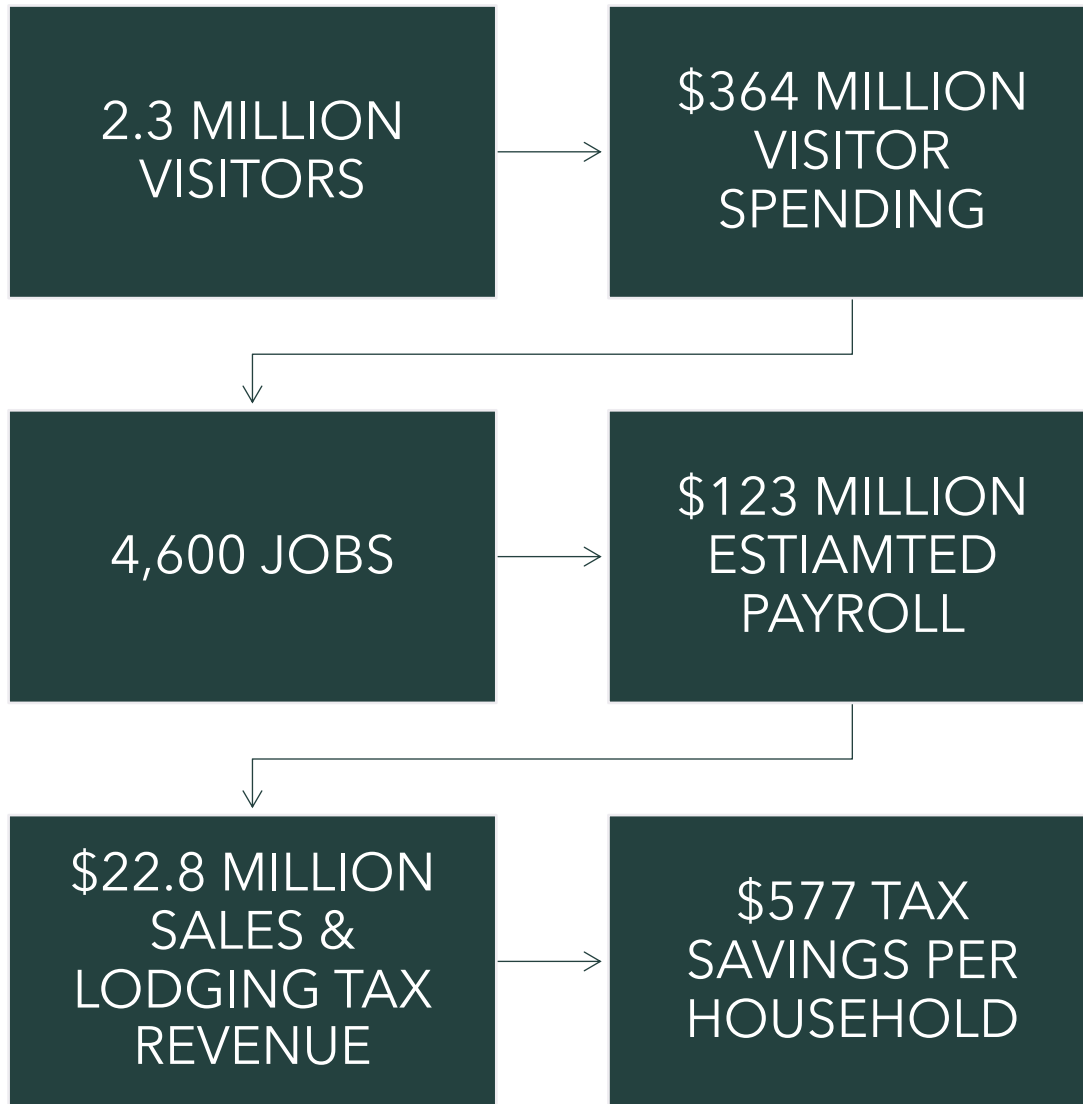 2.3 MILLION
VISITORS
$364 MILLION
VISITOR
SPENDING
4,600 JOBS
$123 MILLION
ESTIAMTED
PAYROLL
$22.8 MILLION
SALES &
LODGING TAX
REVENUE
$577 TAX
SAVINGS PER
HOUSEHOLD